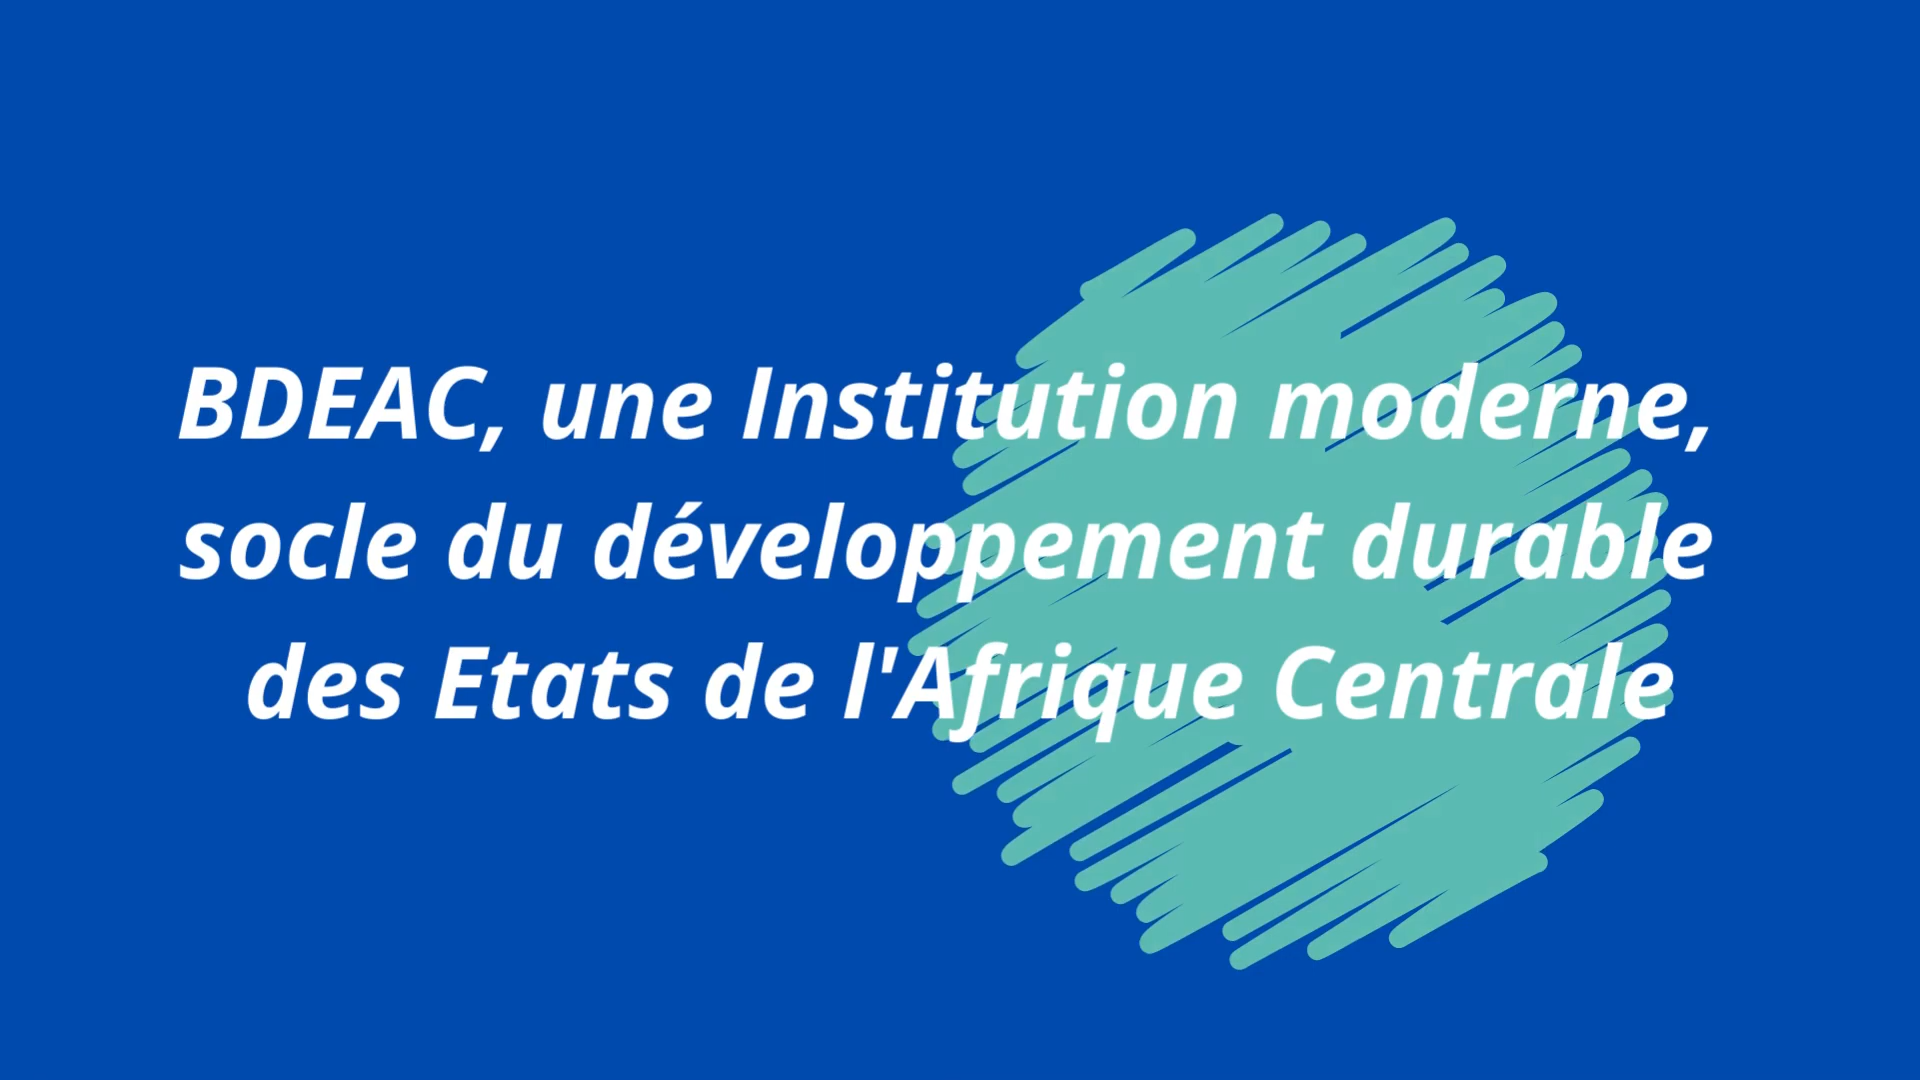 BDEAC, une Institution moderne,
socle du développement durable
des Etats de l'Afrique Centrale